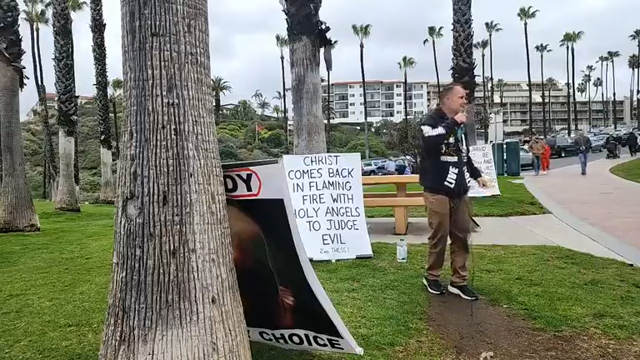 DY
CHOICE
CHRIST
COMES BACK
IN FLAMING
FIRE WITH
HOLY ANGELS
TO JUDGE
EVIL
LIVE